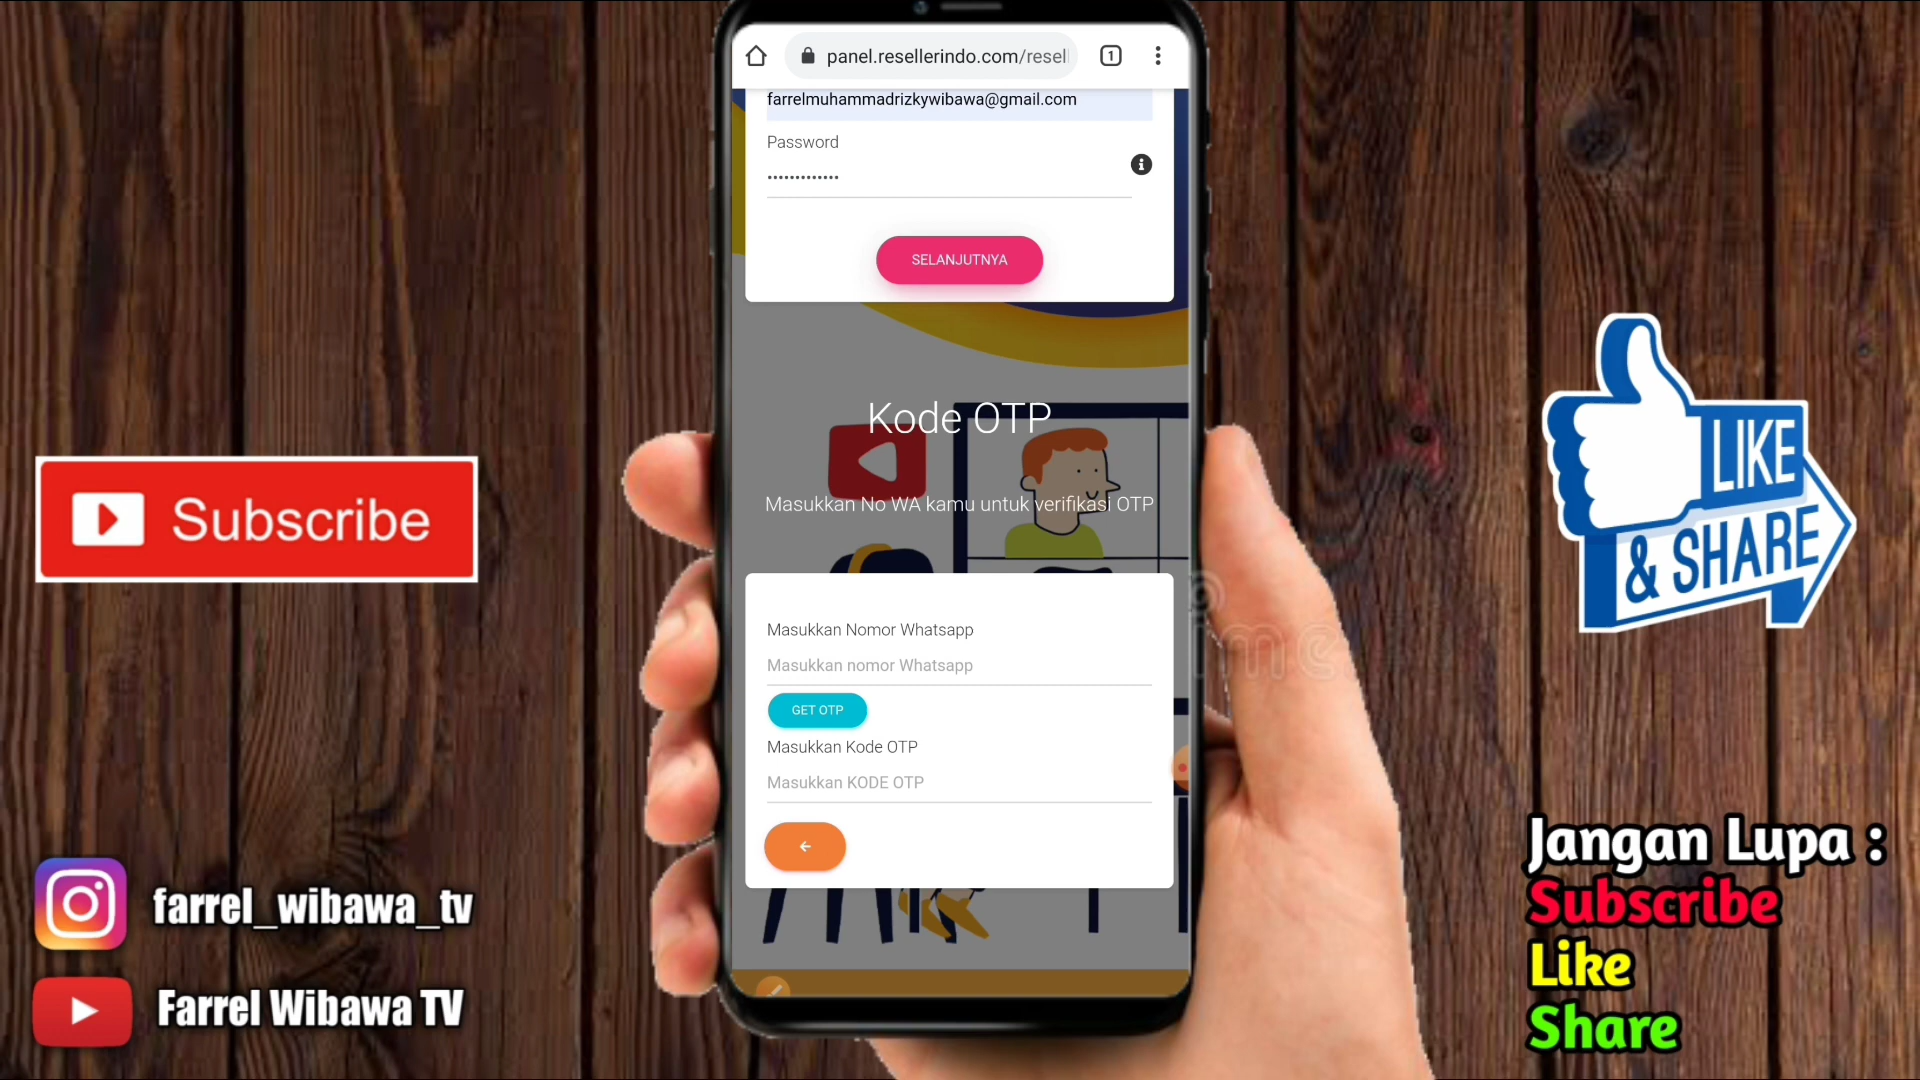 panel.resellerindo.com/resell
1
farrelmuhammadrizkywibawa@gmail.com
Password
SELANJUTNYA
Kode OTP
Masukkan No WA kamu untuk verifikasi OTP
Masukkan Nomor Whatsapp
Masukkan nomor Whatsapp
GET OTP
Masukkan Kode OTP
Masukkan KODE OTP
Subscribe
LIKE
& SHARE
farrel_wibawa_tv
Farrel Wibawa TV
Jangan Lupa :
Subscribe
Like
Share